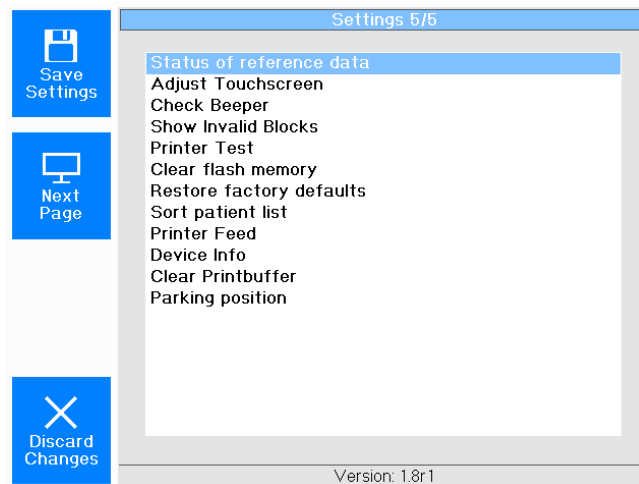 Settings 5/5
Save
Settings
Next
Page
Discard
Changes
Status of reference data
Adjust Touchscreen
Check Beeper
Show Invalid Blocks
Printer Test
Clear flash memory
Restore factory defaults
Sort patient list
Printer Feed
Device Info
Clear Printbuffer
Parking position
Version: 1.8r1